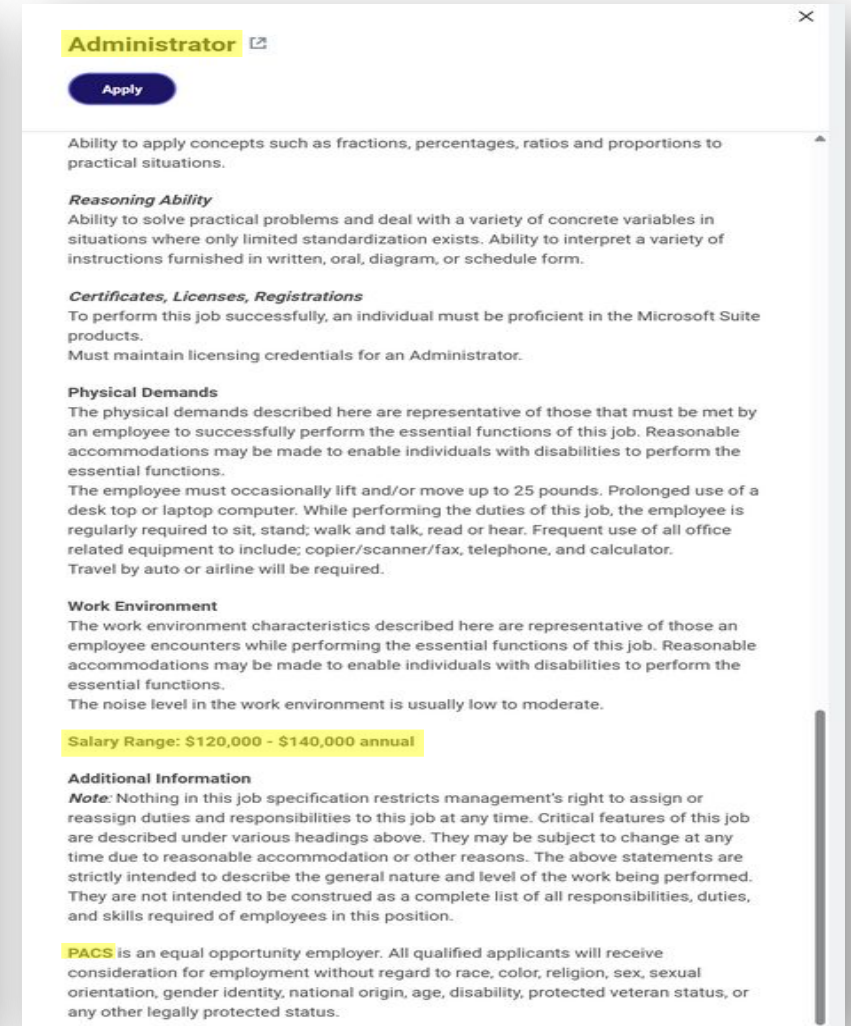 Administrator
Apply
Ability to apply concepts such as fractions, percentages, ratios and proportions to
practical situations.
Reasoning Ability
Ability to solve practical problems and deal with a variety of concrete variables in
situations where only limited standardization exists. Ability to interpret a variety of
instructions furnished in written, oral, diagram, or schedule form.
Certificates, Licenses, Registrations
To perform this job successfully, an individual must be proficient in the Microsoft Suite
products.
Must maintain licensing credentials for an Administrator.
Physical Demands
The physical demands described here are representative of those that must be met by
an employee to successfully perform the essential functions of this job. Reasonable
accommodations may be made to enable individuals with disabilities to perform the
essential functions.
The employee must occasionally lift and/or move up to 25 pounds. Prolonged use of a
desk top or laptop computer. While performing the duties of this job, the employee is
regularly required to sit, stand; walk and talk, read or hear. Frequent use of all office
related equipment to include; copier/scanner/fax, telephone, and calculator.
Travel by auto or airline will be required.
Work Environment
The work environment characteristics described here are representative of those an
employee encounters while performing the essential functions of this job. Reasonable
accommodations may be made to enable individuals with disabilities to perform the
essential functions.
The noise level in the work environment is usually low to moderate.
Salary Range: $120,000 - $140,000 annual
Additional Information
Note: Nothing in this job specification restricts management's right to assign or
reassign duties and responsibilities to this job at any time. Critical features of this job
are described under various headings above. They may be subject to change at any
time due to reasonable accommodation or other reasons. The above statements are
strictly intended to describe the general nature and level of the work being performed.
They are not intended to be construed as a complete list of all responsibilities, duties,
and skills required of employees in this position.
PACS is an equal opportunity employer. All qualified applicants will receive
consideration for employment without regard to race, color, religion, sex, sexual
orientation, gender identity, national origin, age, disability, protected veteran status, or
any other legally protected status.